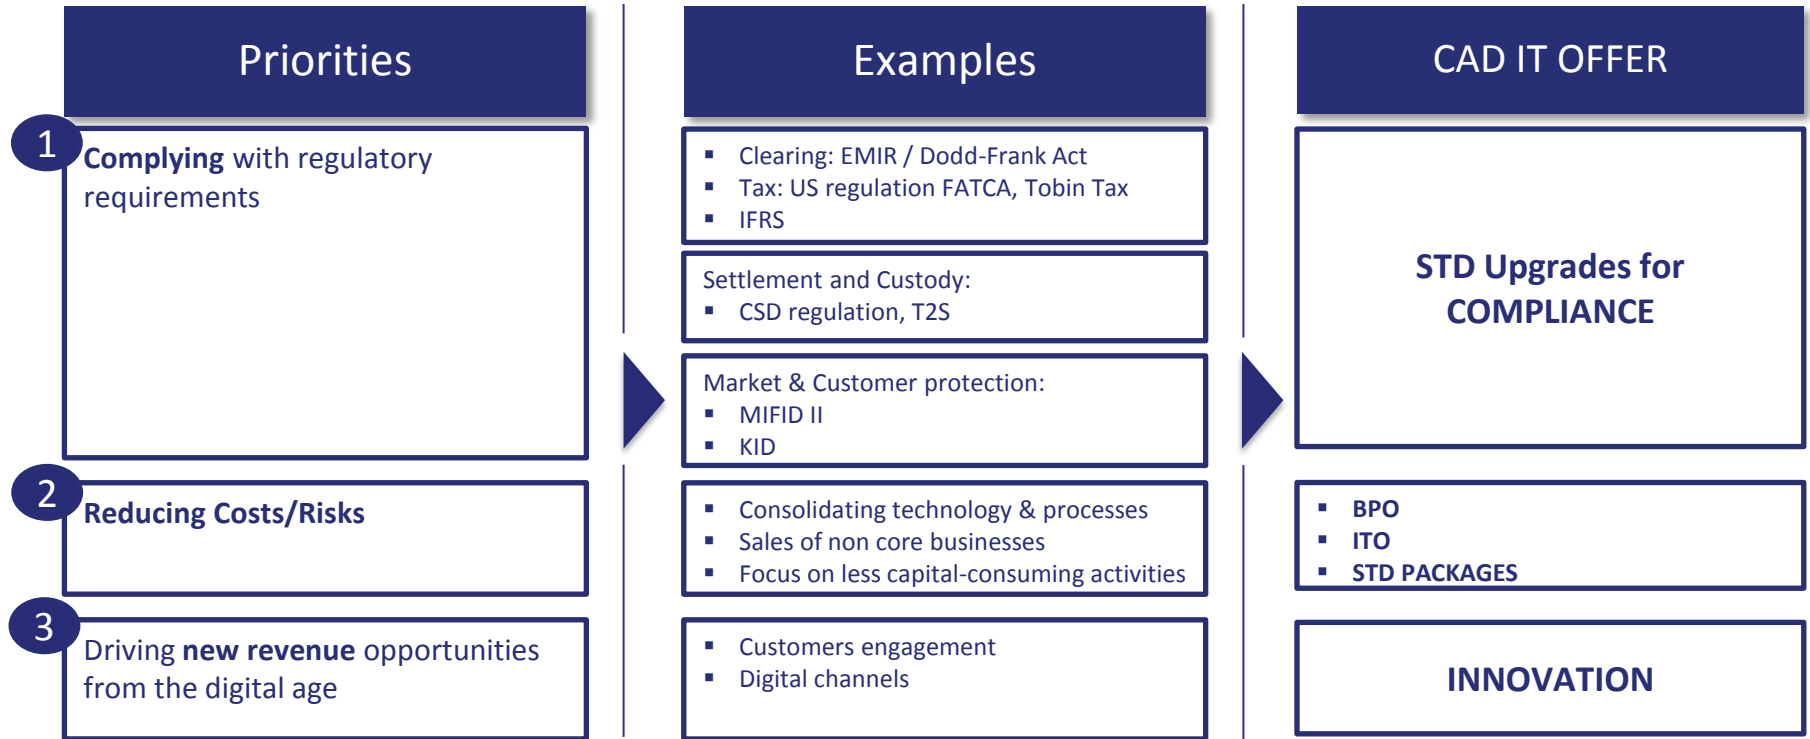 Priorities
Examples
CAD IT OFFER
1
Complying with regulatory
requirements
▪ Clearing: EMIR / Dodd-Frank Act
▪ Tax: US regulation FATCA, Tobin Tax
▪ IFRS
Settlement and Custody:
▪ CSD regulation, T2S
Market & Customer protection:
▪ MIFID II
▪ KID
STD Upgrades for
COMPLIANCE
2
Reducing Costs/Risks
▪ Consolidating technology & processes
▪ Sales of non core businesses
▪ Focus on less capital-consuming activities
▪ BPO
▪ ITO
▪ STD PACKAGES
3
Driving new revenue opportunities
from the digital age
▪ Customers engagement
▪ Digital channels
INNOVATION